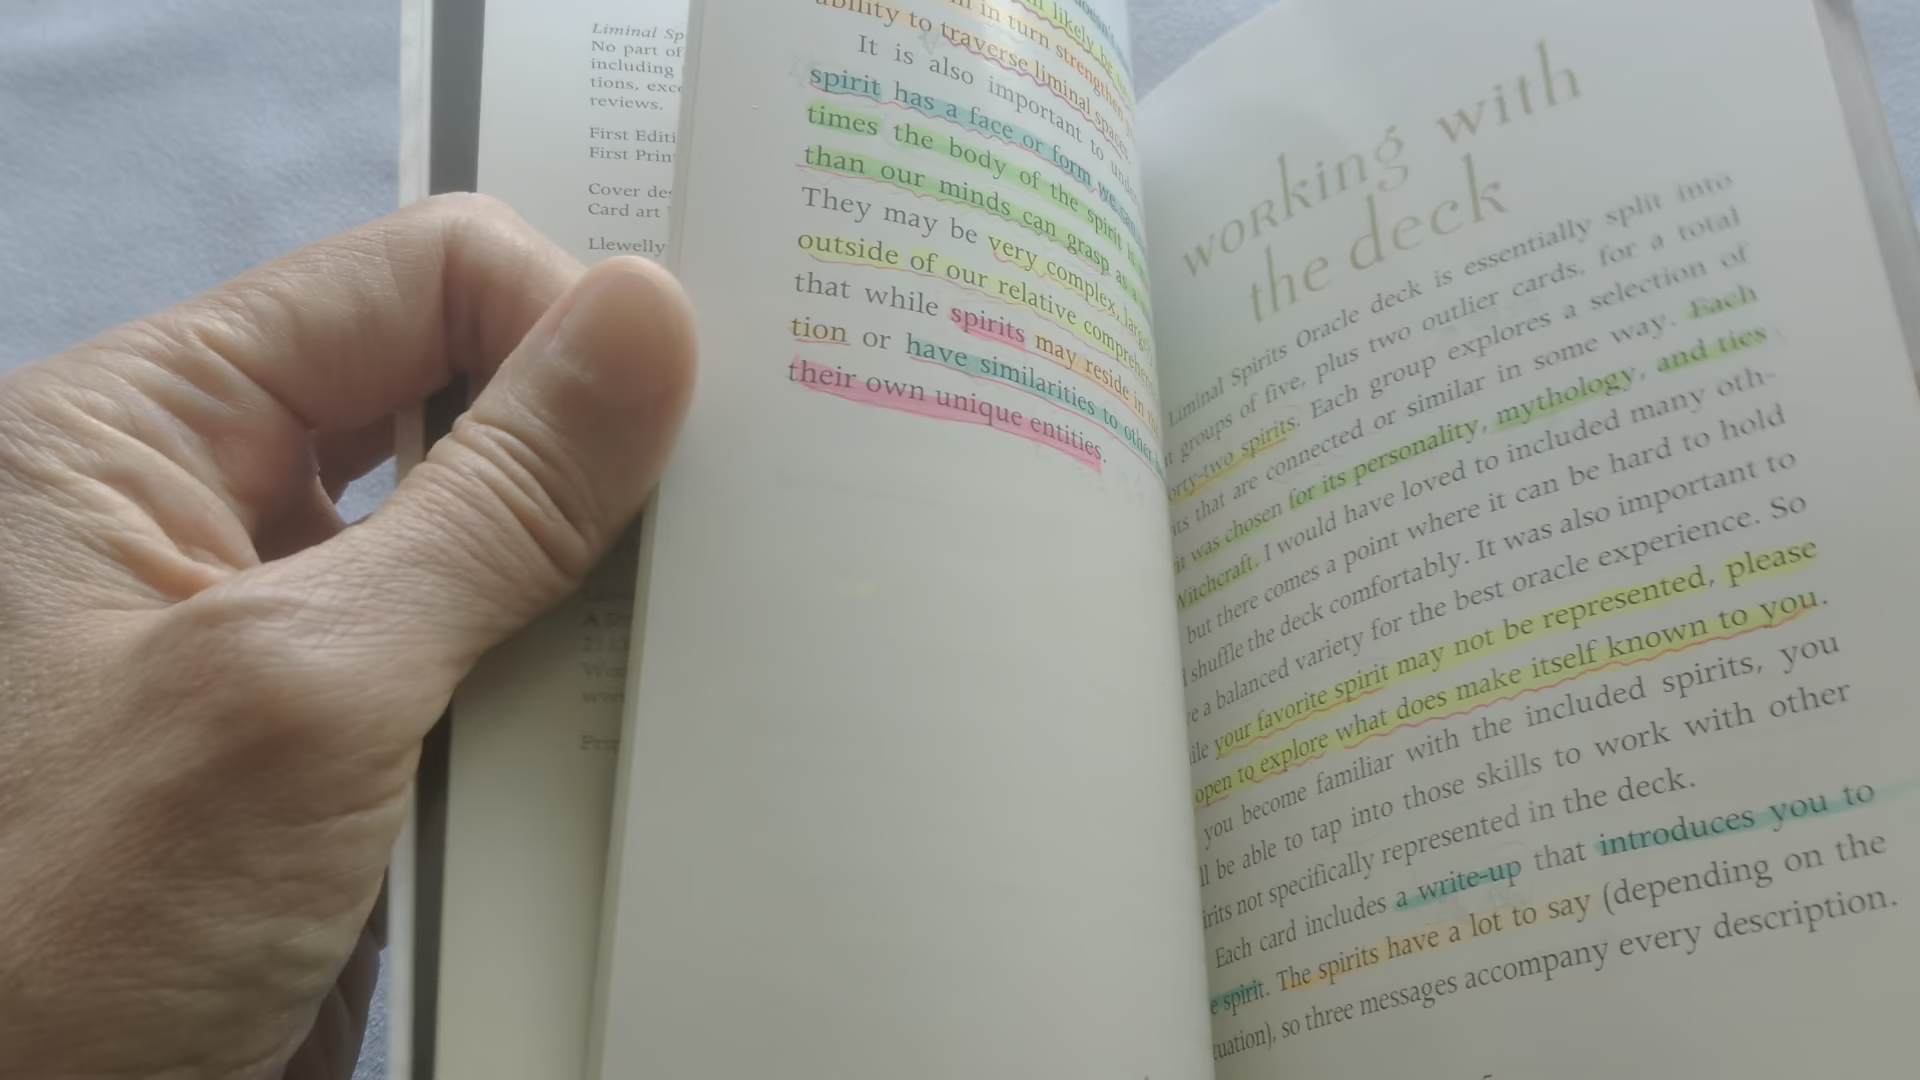 Liminal Sp
No part of
including
tions, exc
reviews.
First Editi
First Prin
Cover des
Card art
Llewelly
likely be
in turn strengthen
ability to traverse liminal spaces.
It is also important to unde
spirit has a face or form we can
times the body of the spirit is
than our minds can grasp as a
They may be very complex, largely
outside of our relative comprehen
that while spirits may reside in
tion or have similarities to other
their own unique entities.
working with
the deck
Liminal Spirits Oracle deck is essentially split into
t groups of five, plus two outlier cards, for a total
orty-two spirits. Each group explores a selection of
its that are connected or similar in some way. Each
it was chosen for its personality, mythology, and ties
Witchcraft. I would have loved to included many oth-
but there comes a point where it can be hard to hold
shuffle the deck comfortably. It was also important to
e a balanced variety for the best oracle experience. So
ile your favorite spirit may not be represented, please
open to explore what does make itself known to you.
you become familiar with the included spirits, you
ll be able to tap into those skills to work with other
irits not specifically represented in the deck.
Each card includes a write-up that introduces you to
e spirit. The spirits have a lot to say (depending on the
tuation), so three messages accompany every description.